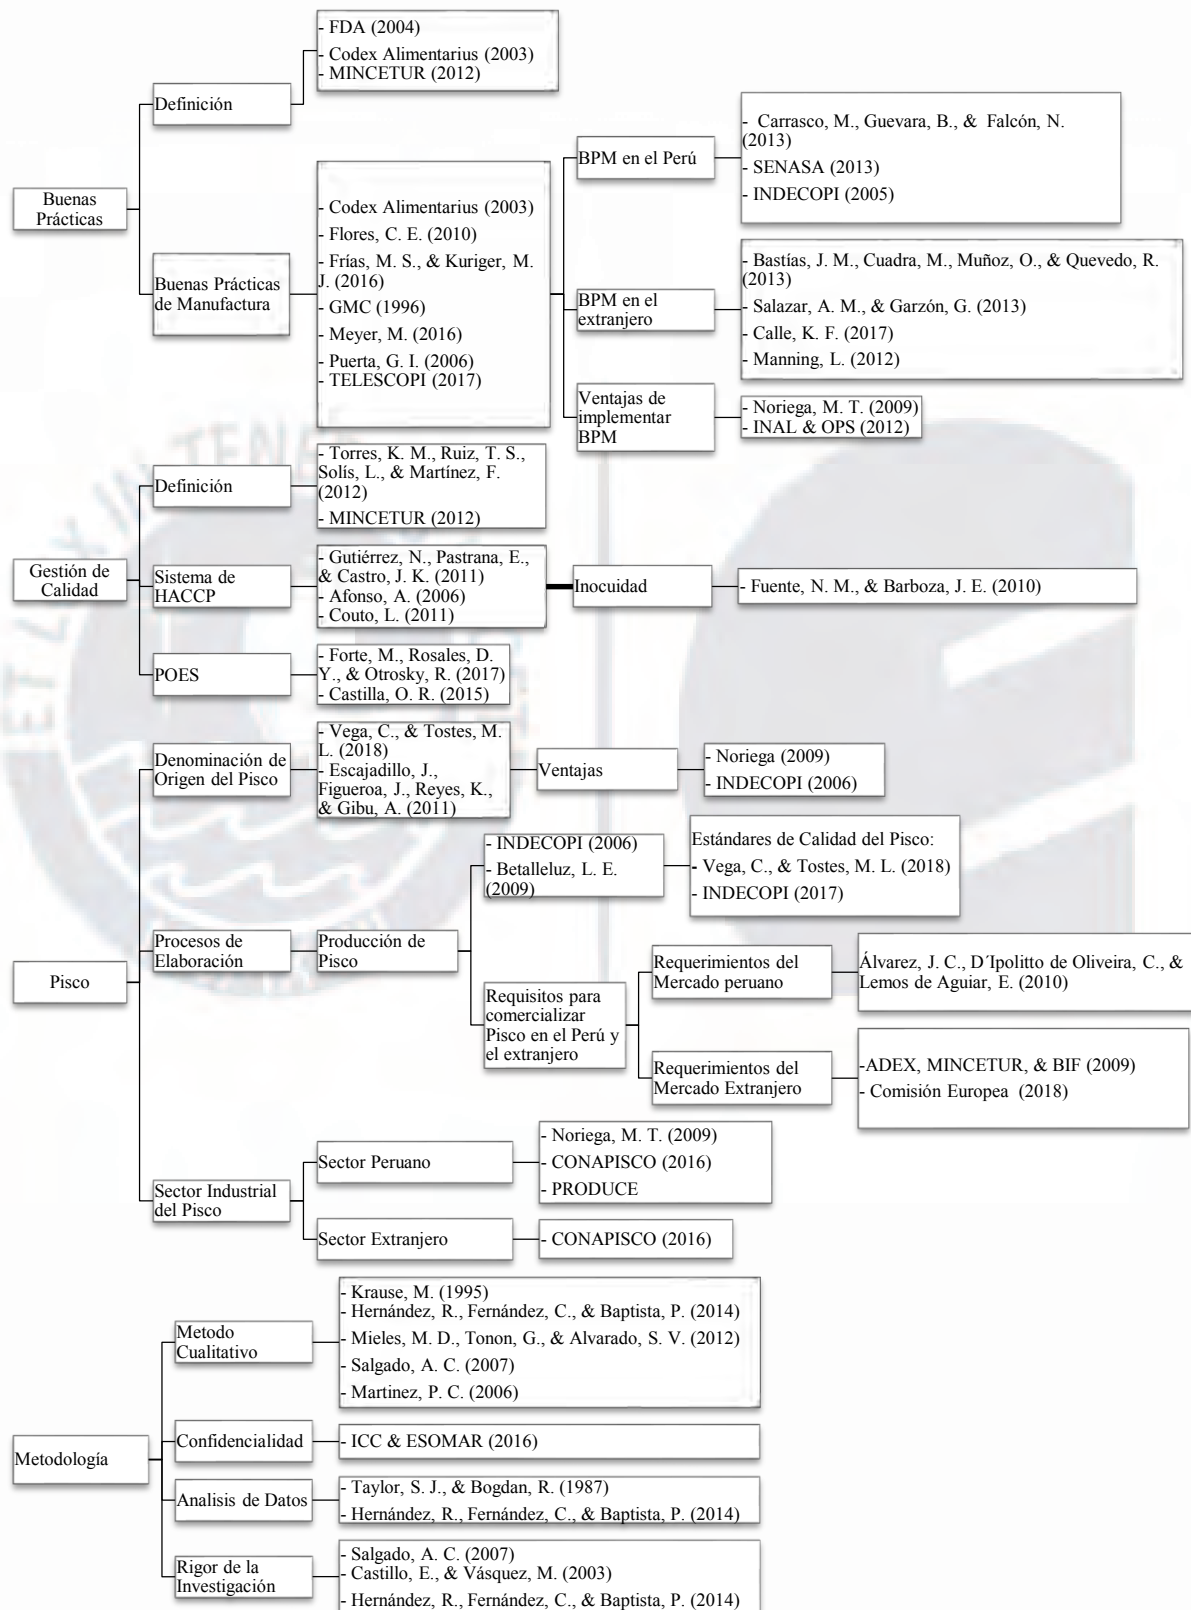 Buenas
Prácticas
Definición
- FDA (2004)
- Codex Alimentarius (2003)
- MINCETUR (2012)
Buenas Prácticas
de Manufactura
- Codex Alimentarius (2003)
- Flores, C. E. (2010)
- Frías, M. S., & Kuriger, M.
J. (2016)
- GMC (1996)
- Meyer, M. (2016)
- Puerta, G. I. (2006)
- TELESCOPI (2017)
BPM en el Perú
- Carrasco, M., Guevara, B., & Falcón, N.
(2013)
- SENASA (2013)
- INDECOPI (2005)
BPM en el
extranjero
- Bastías, J. M., Cuadra, M., Muñoz, O., & Quevedo, R.
(2013)
- Salazar, A. M., & Garzón, G. (2013)
- Calle, K. F. (2017)
- Manning, L. (2012)
Ventajas de
implementar
BPM
- Noriega, M. T. (2009)
- INAL & OPS (2012)
Gestión de
Calidad
Definición
- Torres, K. M., Ruiz, T. S.,
Solís, L., & Martínez, F.
(2012)
- MINCETUR (2012)
Sistema de
HACCP
- Gutiérrez, N., Pastrana, E.,
& Castro, J. K. (2011)
- Afonso, A. (2006)
- Couto, L. (2011)
Inocuidad
- Fuente, N. M., & Barboza, J. E. (2010)
POES
- Forte, M., Rosales, D.
Y., & Otrosky, R. (2017)
- Castilla, O. R. (2015)
Pisco
Denominación de
Origen del Pisco
- Vega, C., & Tostes, M.
L. (2018)
- Escajadillo, J.,
Figueroa, J., Reyes, K.,
& Gibu, A. (2011)
Ventajas
- Noriega (2009)
- INDECOPI (2006)
Procesos de
Elaboración
Producción de
Pisco
- INDECOPI (2006)
- Betalleluz, L. E.
(2009)
Estándares de Calidad del Pisco:
- Vega, C., & Tostes, M. L. (2018)
- INDECOPI (2017)
Requisitos para
comercializar
Pisco en el Perú y
el extranjero
Requerimientos del
Mercado peruano
Álvarez, J. C., D´Ipolitto de Oliveira, C., &
Lemos de Aguiar, E. (2010)
Requerimientos del
Mercado Extranjero
-ADEX, MINCETUR, & BIF (2009)
- Comisión Europea (2018)
Sector Industrial
del Pisco
Sector Peruano
- Noriega, M. T. (2009)
- CONAPISCO (2016)
- PRODUCE
Sector Extranjero
- CONAPISCO (2016)
Metodología
Metodo
Cualitativo
- Krause, M. (1995)
- Hernández, R., Fernández, C., & Baptista, P. (2014)
- Mieles, M. D., Tonon, G., & Alvarado, S. V. (2012)
- Salgado, A. C. (2007)
- Martinez, P. C. (2006)
Confidencialidad
- ICC & ESOMAR (2016)
Analisis de Datos
- Taylor, S. J., & Bogdan, R. (1987)
- Hernández, R., Fernández, C., & Baptista, P. (2014)
Rigor de la
Investigación
- Salgado, A. C. (2007)
- Castillo, E., & Vásquez, M. (2003)
- Hernández, R., Fernández, C., & Baptista, P. (2014)
ET LVX IN TENE